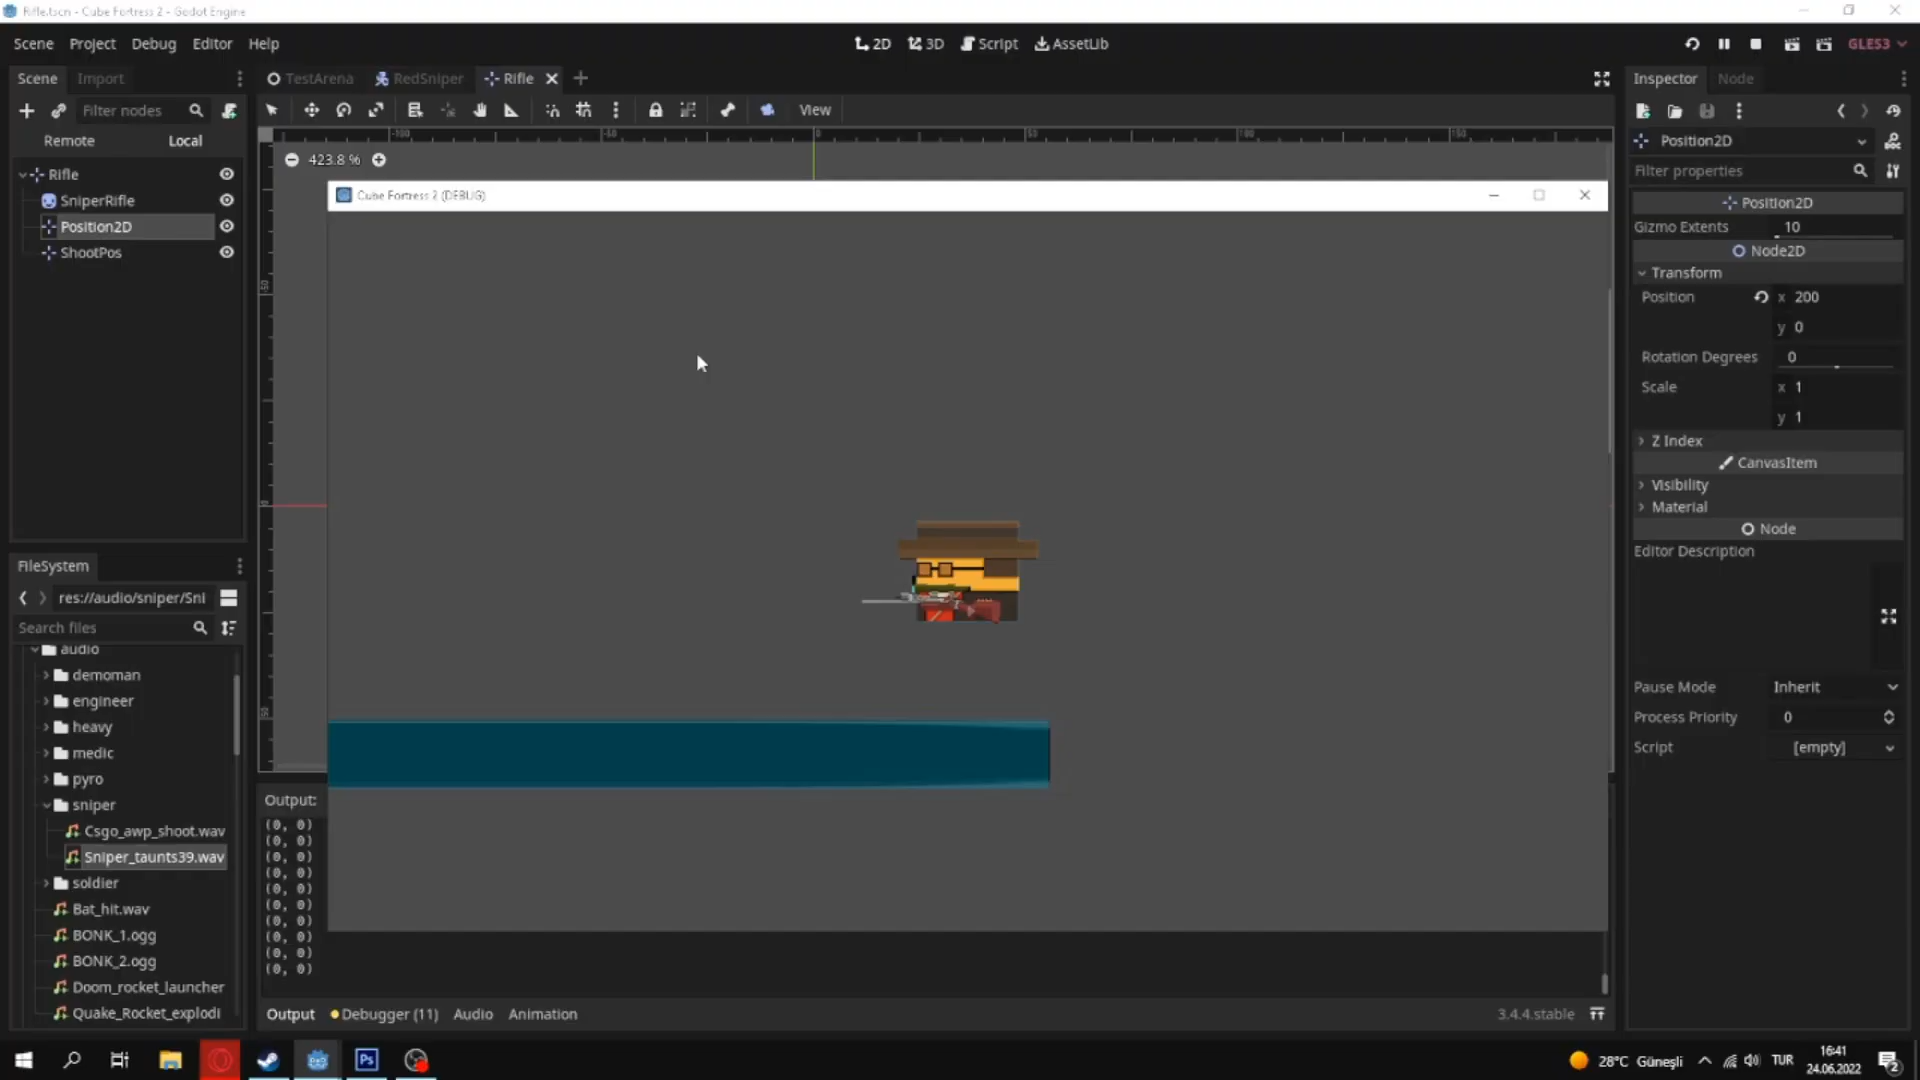 Rifle.tscn - Cube Fortress 2 - Godot Engine
Scene Project Debug Editor Help
2D 3D Script AssetLib
GLES3
Scene Import
TestArena RedSniper Rifle
Inspector Node
Filter nodes
View
Remote Local
Position2D
423.8 %
Filter properties
Rifle
SniperRifle
Position2D
ShootPos
Cube Fortress 2 (DEBUG)
Position2D
Gizmo Extents 10
Node2D
Transform
Position x 200
y 0
Rotation Degrees 0
Scale x 1
y 1
Z Index
CanvasItem
Visibility
Material
Node
Editor Description
Pause Mode Inherit
Process Priority 0
Script [empty]
FileSystem
res://audio/sniper/Sni
Search files
audio
demoman
engineer
heavy
medic
pyro
sniper
Csgo_awp_shoot.wav
Sniper_taunts39.wav
soldier
Bat_hit.wav
BONK_1.ogg
BONK_2.ogg
Doom_rocket_launcher
Quake_Rocket_explodi
Output:
(0, 0)
(0, 0)
(0, 0)
(0, 0)
(0, 0)
(0, 0)
(0, 0)
(0, 0)
(0, 0)
(0, 0)
Output Debugger (11) Audio Animation
3.4.4.stable
Ps
28°C Güneşli
TUR
16:41
24.06.2022
2